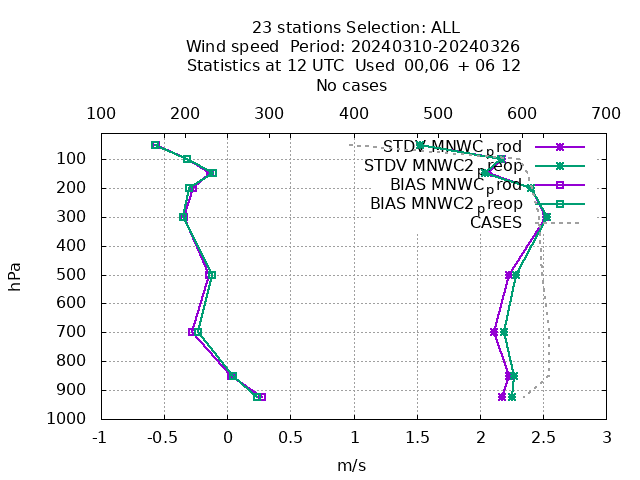 23 stations Selection: ALL
Wind speed  Period: 20240310-20240326
Statistics at 12 UTC  Used  00,06  + 06 12
No cases
100 200 300 400 500 600 700
STDV MNWC_prod
STDV MNWC2_preop
BIAS MNWC_prod
BIAS MNWC2_preop
CASES
hPa
100
200
300
400
500
600
700
800
900
1000
-1 -0.5 0 0.5 1 1.5 2 2.5 3
m/s